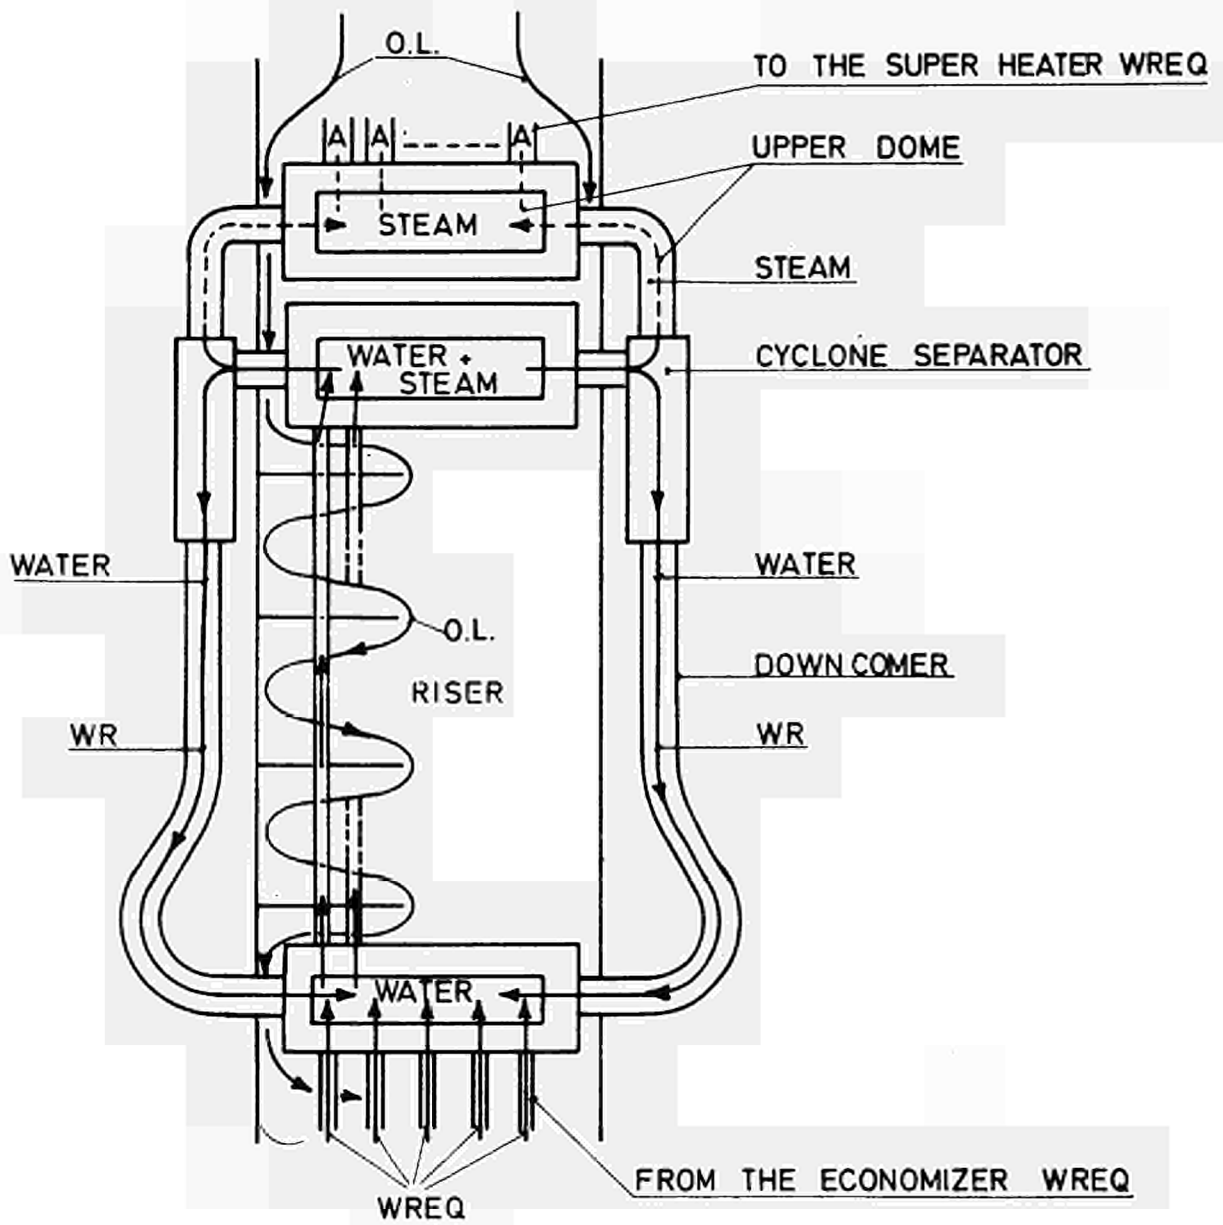 O.L.
TO THE SUPER HEATER WREQ
A A A
UPPER DOME
STEAM
STEAM
WATER +
STEAM
CYCLONE SEPARATOR
WATER
WATER
O.L.
RISER
DOWN COMER
WR
WR
WATER
FROM THE ECONOMIZER WREQ
WREQ